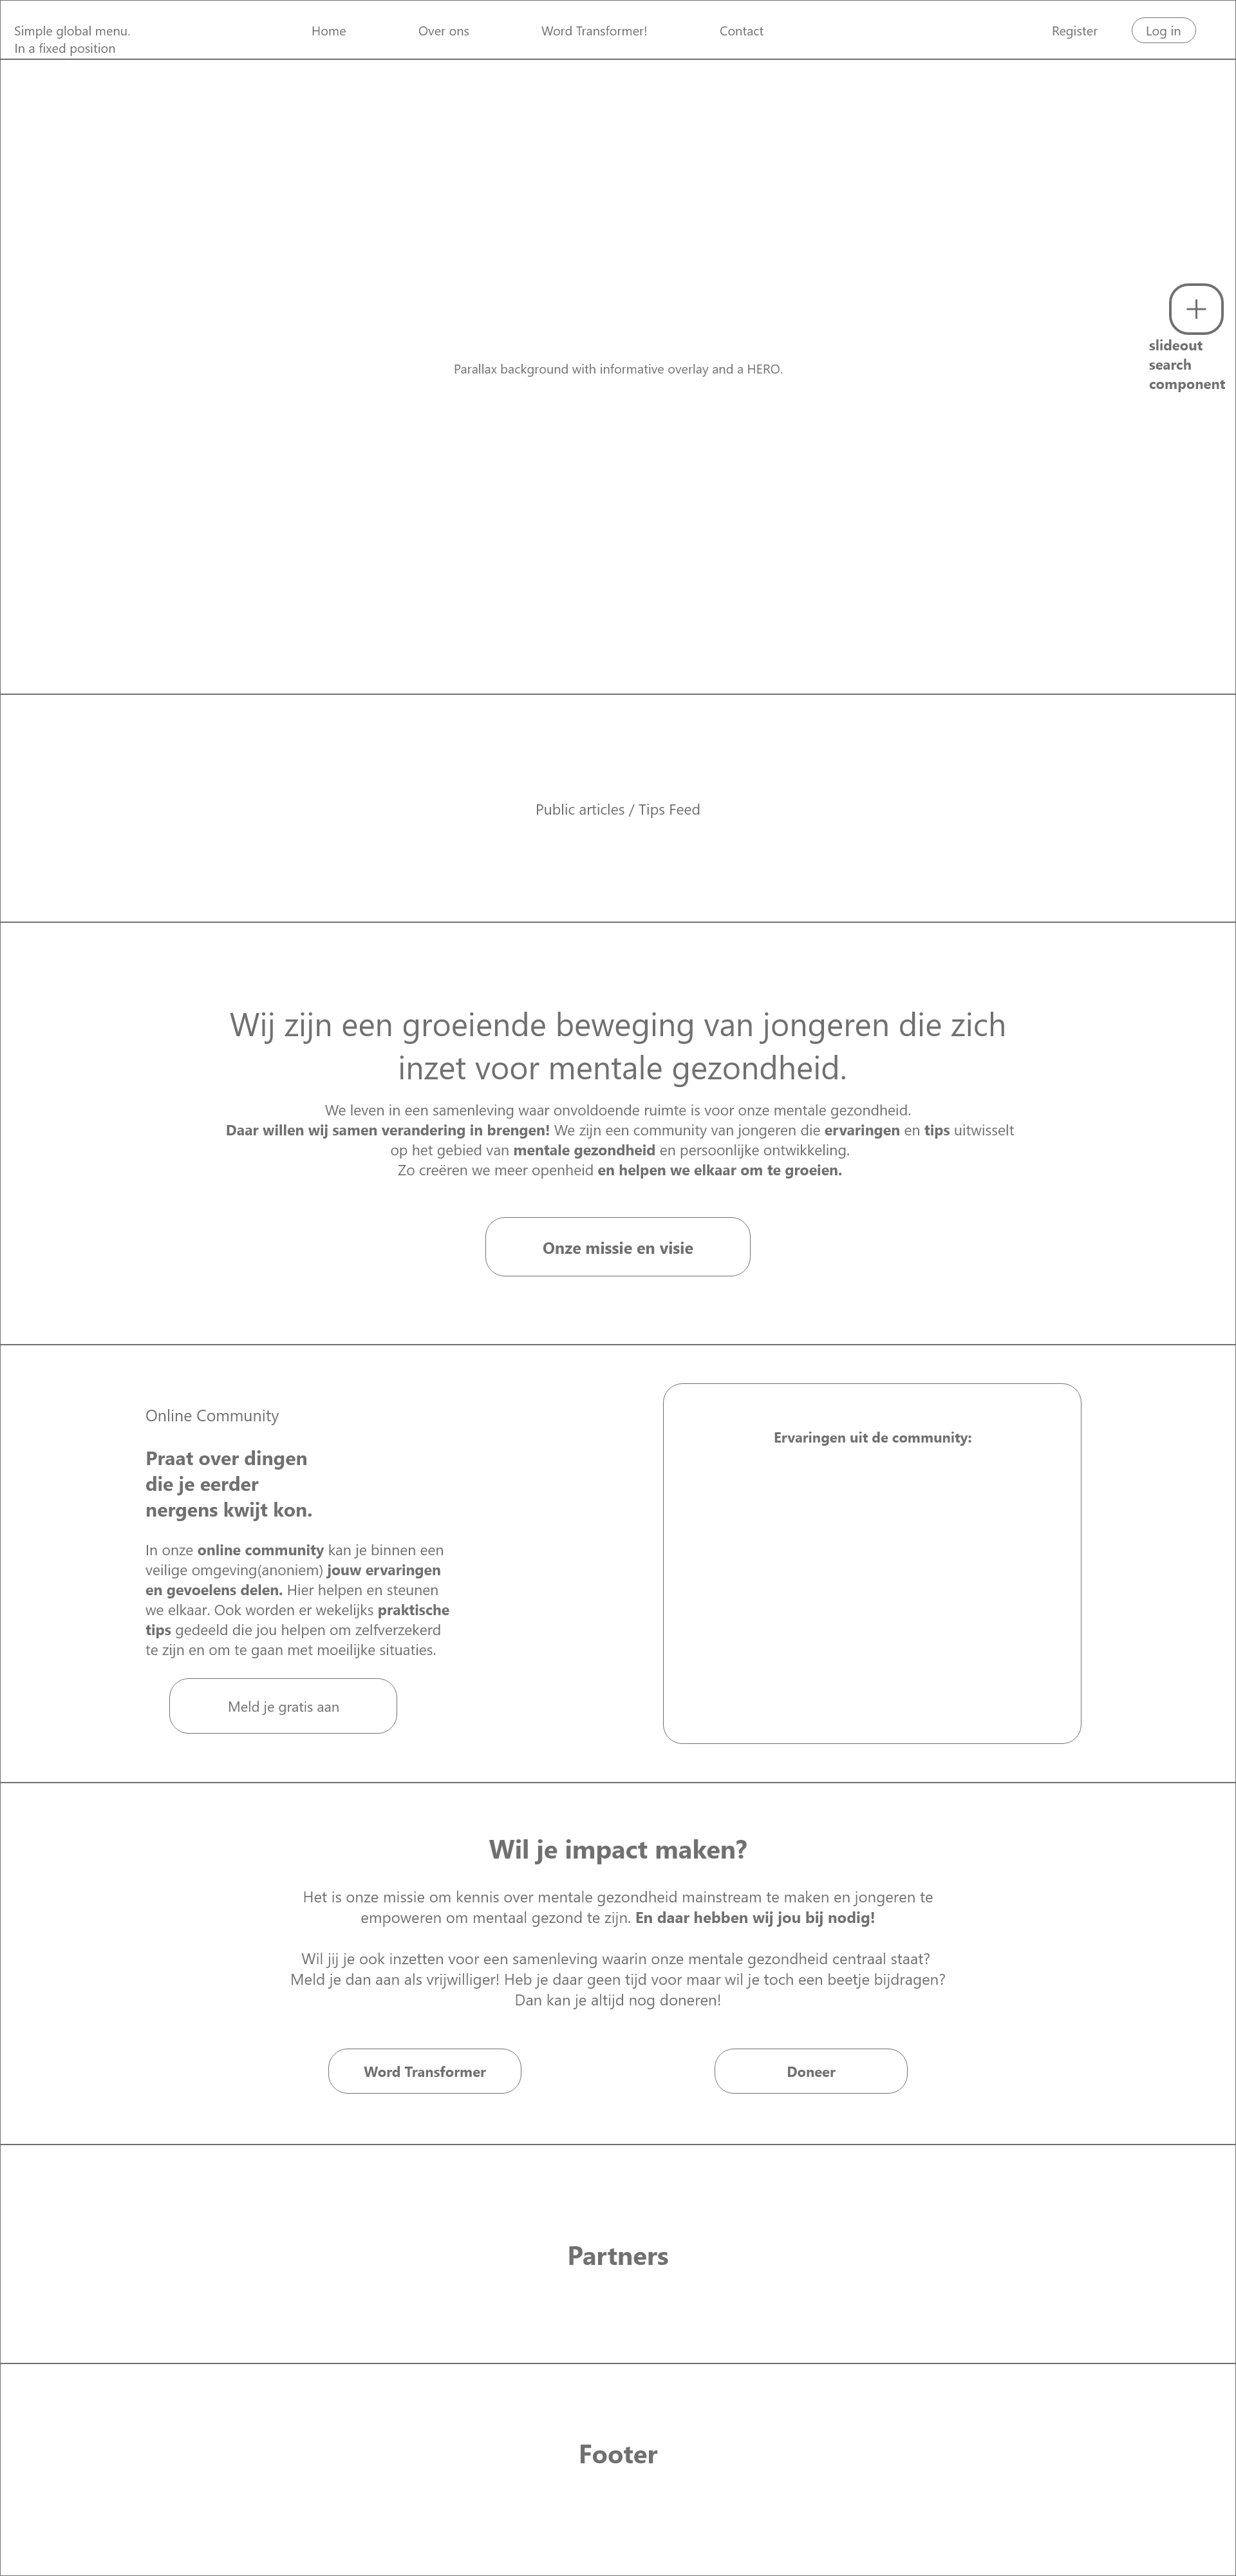 Simple global menu.
In a fixed position
Home
Over ons
Word Transformer!
Contact
Register
Log in
slideout
search
component
Parallax background with informative overlay and a HERO.
Public articles / Tips Feed
Wij zijn een groeiende beweging van jongeren die zich
inzet voor mentale gezondheid.
We leven in een samenleving waar onvoldoende ruimte is voor onze mentale gezondheid.
Daar willen wij samen verandering in brengen! We zijn een community van jongeren die ervaringen en tips uitwisselt
op het gebied van mentale gezondheid en persoonlijke ontwikkeling.
Zo creëren we meer openheid en helpen we elkaar om te groeien.
Onze missie en visie
Online Community
Praat over dingen
die je eerder
nergens kwijt kon.
In onze online community kan je binnen een
veilige omgeving(anoniem) jouw ervaringen
en gevoelens delen. Hier helpen en steunen
we elkaar. Ook worden er wekelijks praktische
tips gedeeld die jou helpen om zelfverzekerd
te zijn en om te gaan met moeilijke situaties.
Meld je gratis aan
Ervaringen uit de community:
Wil je impact maken?
Het is onze missie om kennis over mentale gezondheid mainstream te maken en jongeren te
empoweren om mentaal gezond te zijn. En daar hebben wij jou bij nodig!
Wil jij je ook inzetten voor een samenleving waarin onze mentale gezondheid centraal staat?
Meld je dan aan als vrijwilliger! Heb je daar geen tijd voor maar wil je toch een beetje bijdragen?
Dan kan je altijd nog doneren!
Word Transformer
Doneer
Partners
Footer